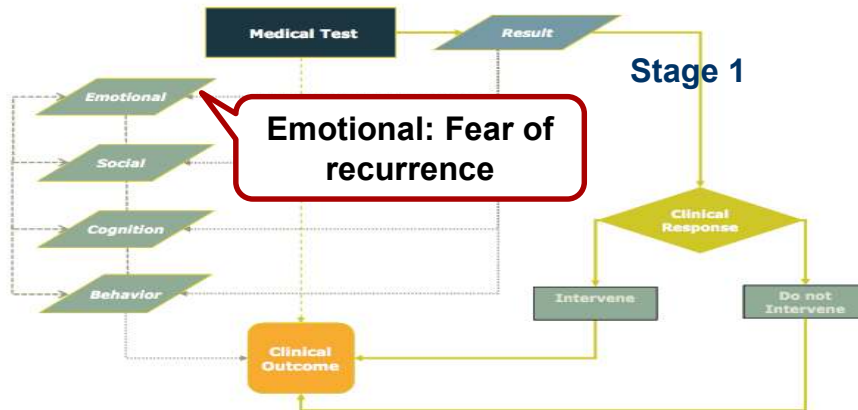 Medical Test
Result
Stage 1
Emotional
Emotional: Fear of
recurrence
Social
Cognition
Clinical
Response
Behavior
Intervene
Do not
Intervene
Clinical
Outcome